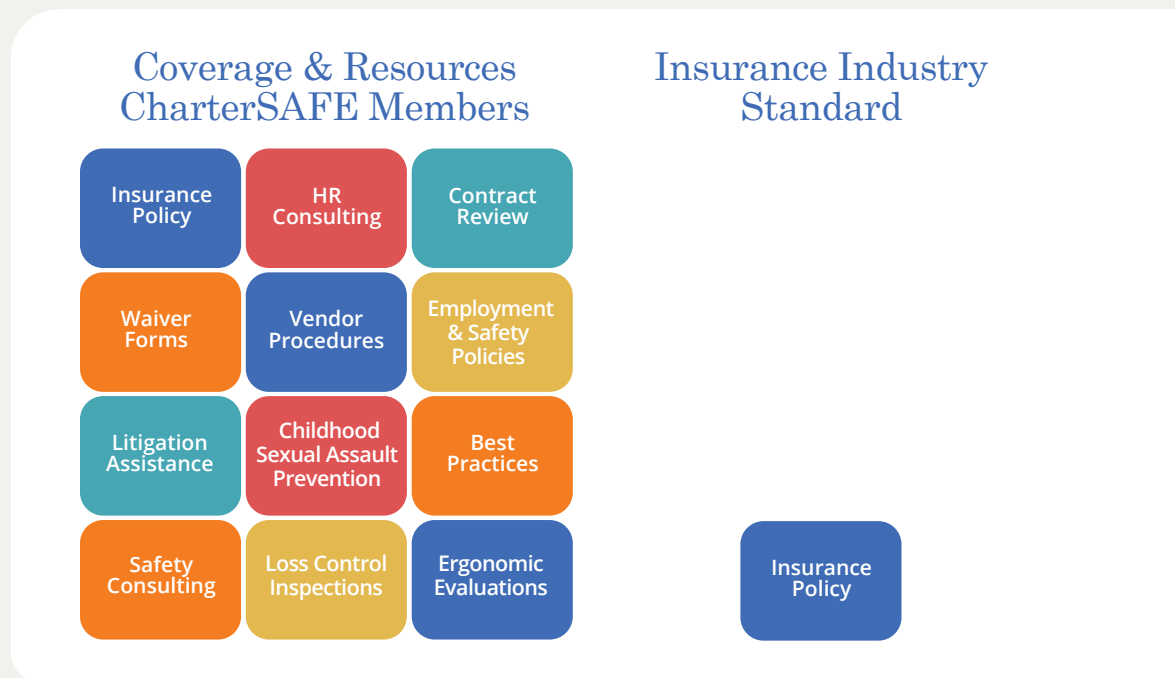 Coverage & Resources
CharterSAFE Members
Insurance Industry
Standard
Insurance
Policy
HR
Consulting
Contract
Review
Waiver
Forms
Vendor
Procedures
Employment
& Safety
Policies
Litigation
Assistance
Childhood
Sexual Assault
Prevention
Best
Practices
Safety
Consulting
Loss Control
Inspections
Ergonomic
Evaluations
Insurance
Policy